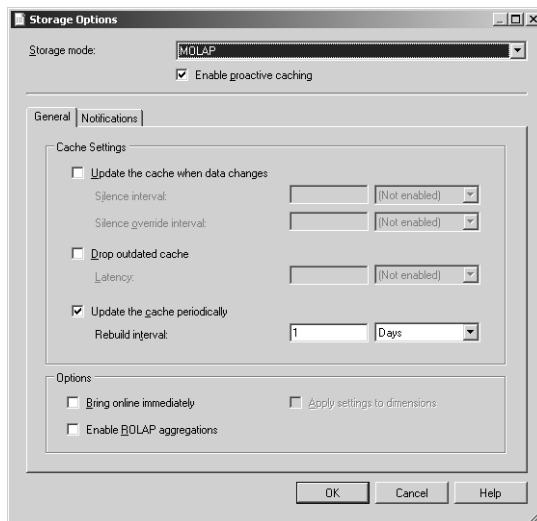 Storage Options
Storage mode: MOLAP
Enable proactive caching
General Notifications
Cache Settings
Update the cache when data changes
Silence interval: (Not enabled)
Silence override interval: (Not enabled)
Drop outdated cache
Latency: (Not enabled)
Update the cache periodically
Rebuild interval: 1 Days
Options
Bring online immediately Apply settings to dimensions
Enable ROLAP aggregations
OK Cancel Help